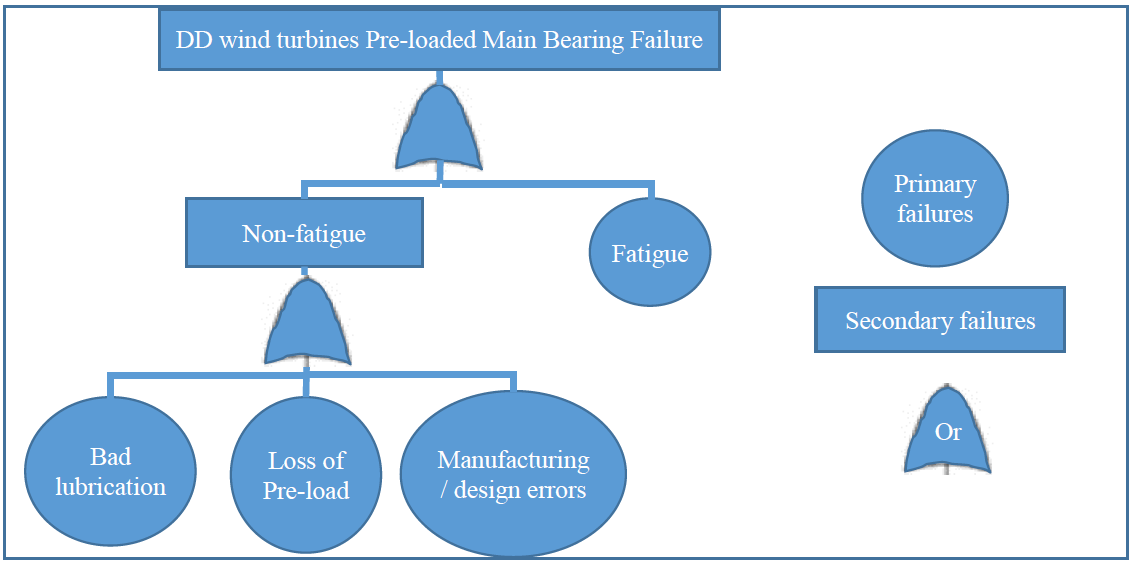 DD wind turbines Pre-loaded Main Bearing Failure
Non-fatigue
Fatigue
Bad
lubrication
Loss of
Pre-load
Manufacturing
/ design errors
Primary
failures
Secondary failures
Or